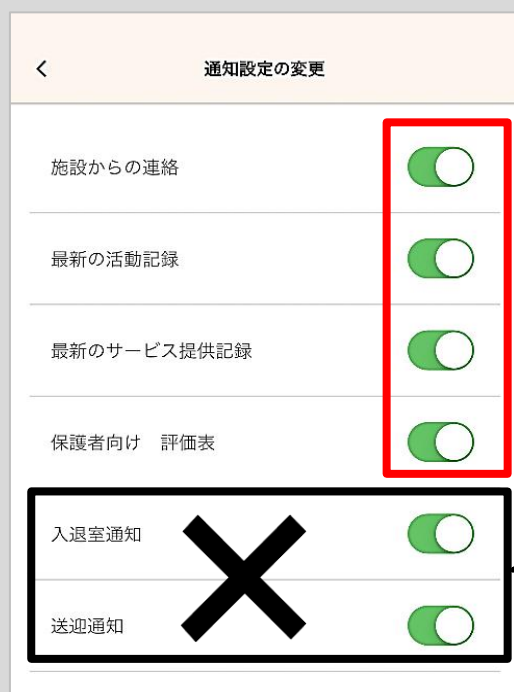 通知設定の変更
施設からの連絡
最新の活動記録
最新のサービス提供記録
保護者向け　評価表
入退室通知
送迎通知